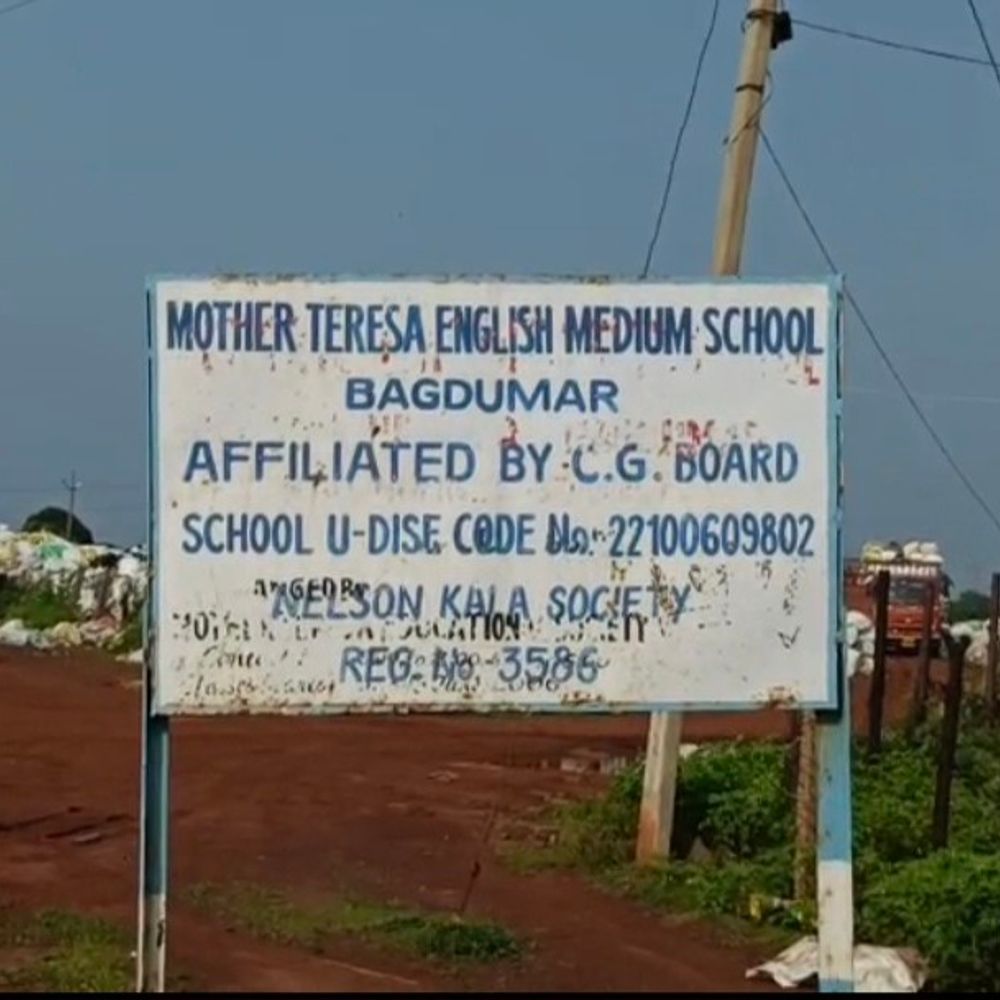 MOTHER TERESA ENGLISH MEDIUM SCHOOL
BAGDUMAR
AFFILIATED BY C.G. BOARD
SCHOOL U-DISE CODE No. 22100609802
NELSON KALA SOCIETY
REG. No. 3586